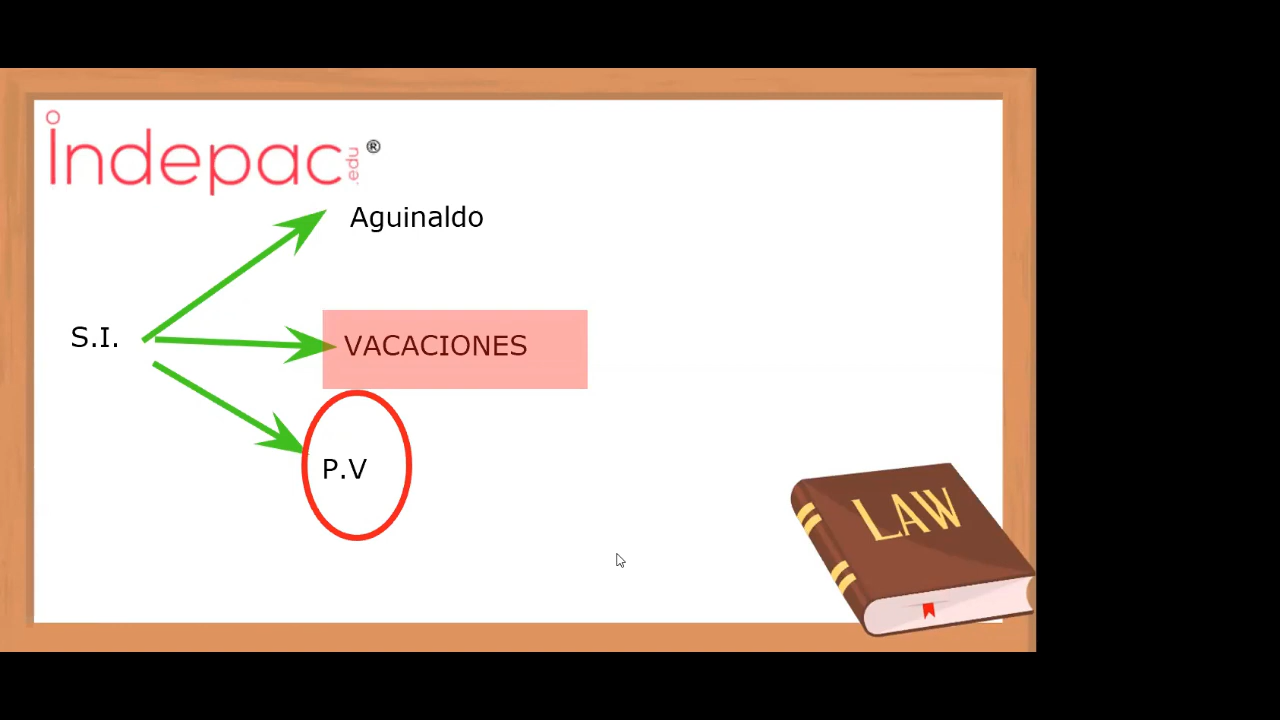 indepac.edu®
Aguinaldo
S.I.
VACACIONES
P.V
LAW